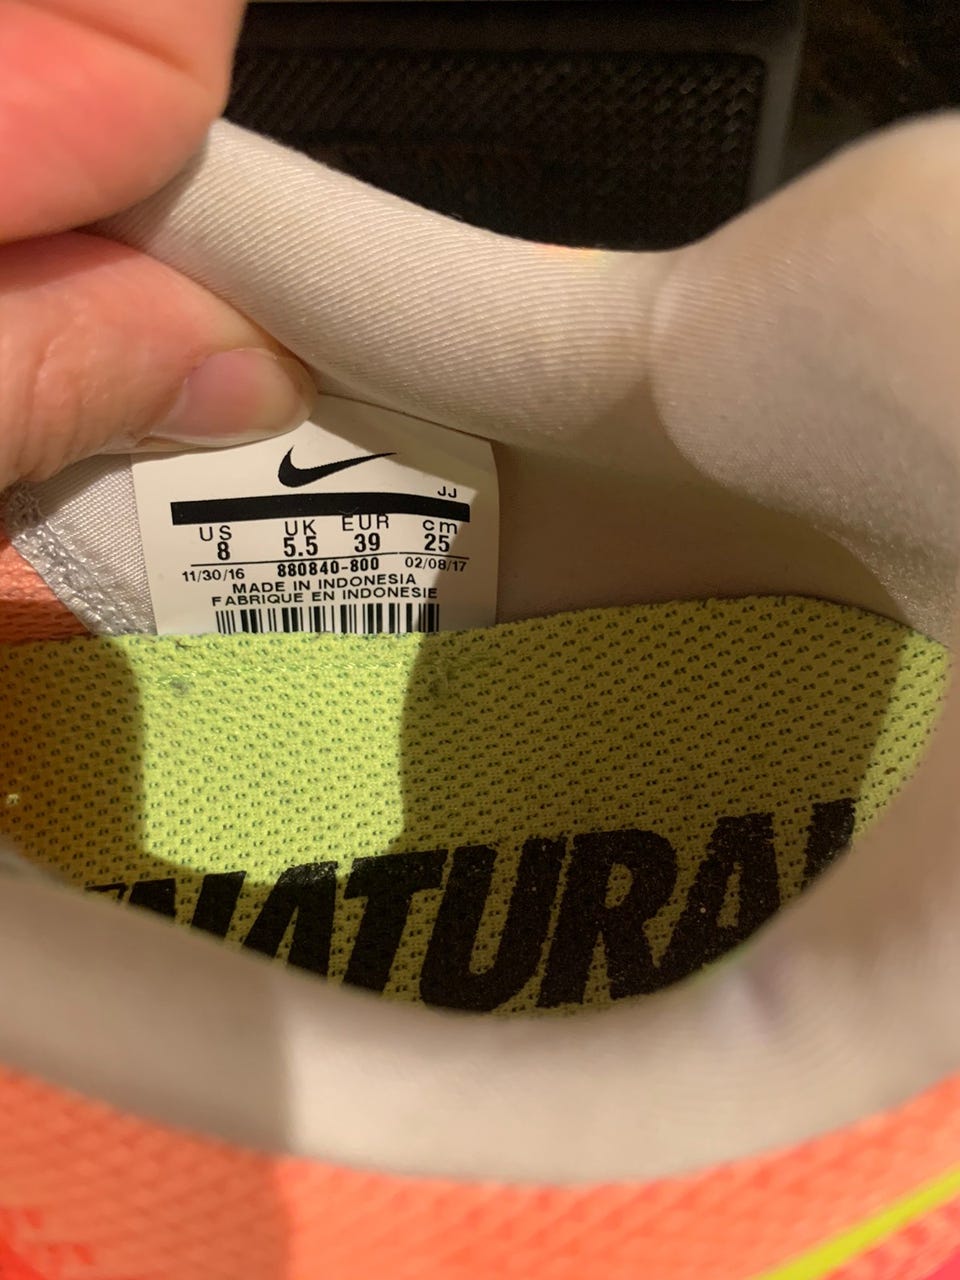 JJ
US UK EUR cm
8 5.5 39 25
11/30/16 880840-800 02/08/17
MADE IN INDONESIA
FABRIQUE EN INDONESIE
NATURAL